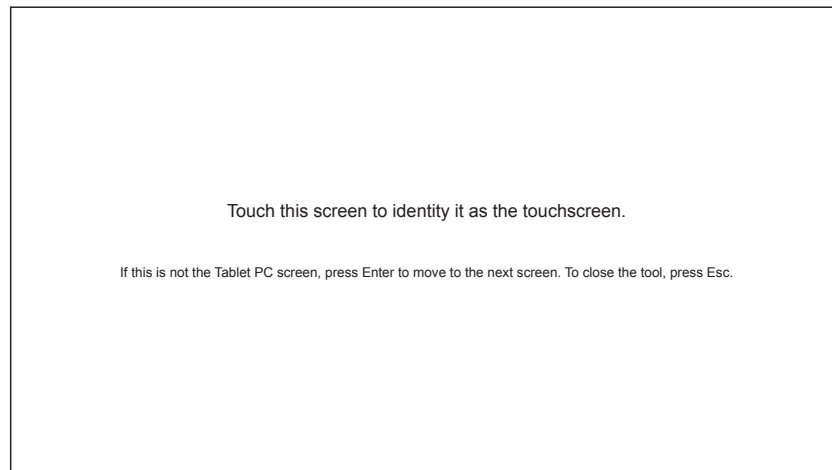 Touch this screen to identity it as the touchscreen.
If this is not the Tablet PC screen, press Enter to move to the next screen. To close the tool, press Esc.